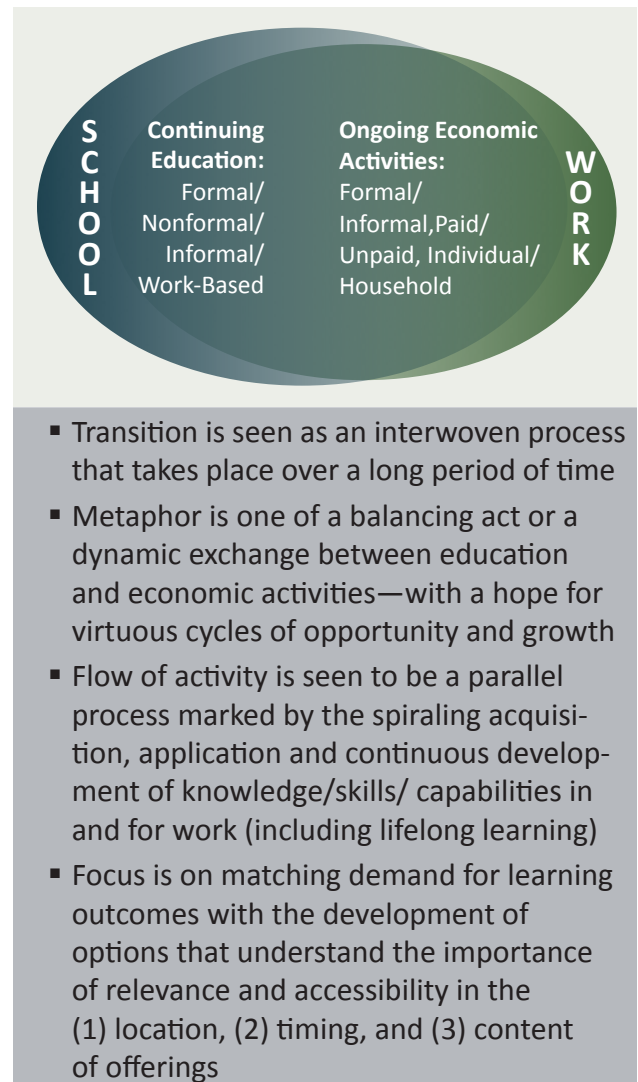 SCHOOL
Continuing
Education:
Formal/
Nonformal/
Informal/
Work-Based
Ongoing Economic
Activities:
Formal/
Informal,Paid/
Unpaid, Individual/
Household
WORK
▪ Transition is seen as an interwoven process
that takes place over a long period of time
▪ Metaphor is one of a balancing act or a
dynamic exchange between education
and economic activities—with a hope for
virtuous cycles of opportunity and growth
▪ Flow of activity is seen to be a parallel
process marked by the spiraling acquisi-
tion, application and continuous develop-
ment of knowledge/skills/ capabilities in
and for work (including lifelong learning)
▪ Focus is on matching demand for learning
outcomes with the development of
options that understand the importance
of relevance and accessibility in the
(1) location, (2) timing, and (3) content
of offerings